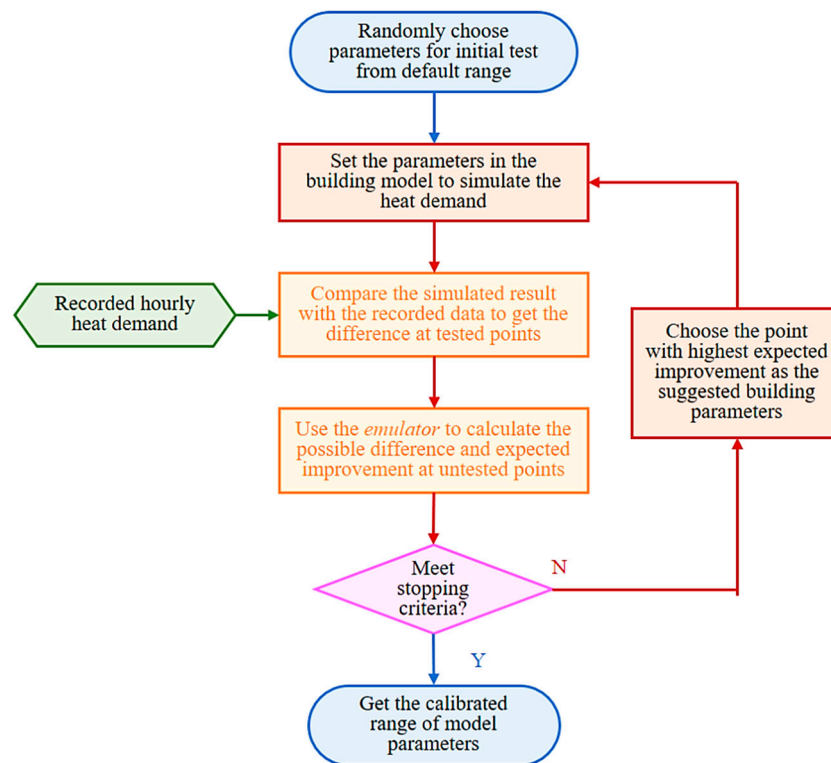 Randomly choose
parameters for initial test
from default range
Set the parameters in the
building model to simulate the
heat demand
Recorded hourly
heat demand
Compare the simulated result
with the recorded data to get the
difference at tested points
Choose the point
with highest expected
improvement as the
suggested building
parameters
Use the emulator to calculate the
possible difference and expected
improvement at untested points
Meet
stopping
criteria?
N
Y
Get the calibrated
range of model
parameters